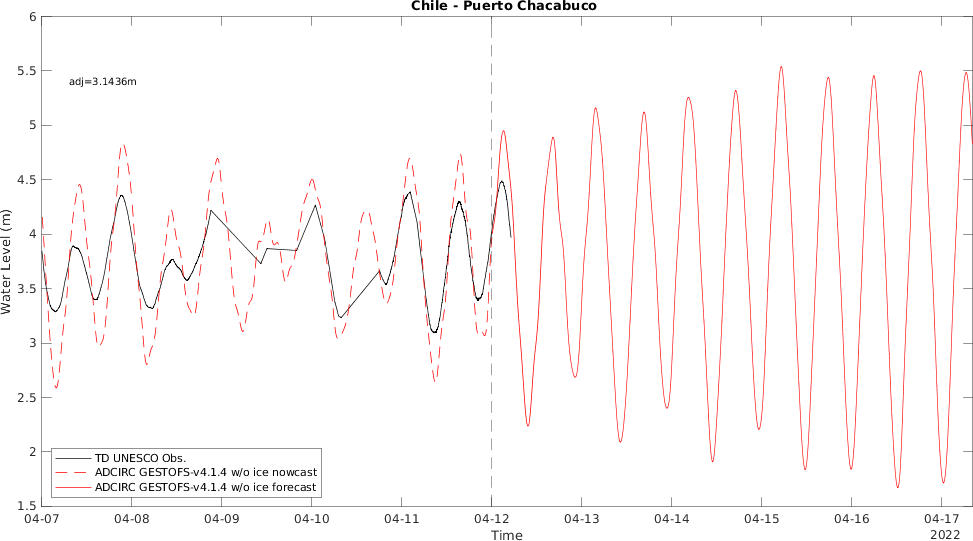 Chile - Puerto Chacabuco
6
5.5
5
4.5
4
3.5
3
2.5
2
1.5
Water Level (m)
adj=3.1436m
TD UNESCO Obs.
ADCIRC GESTOFS-v4.1.4 w/o ice nowcast
ADCIRC GESTOFS-v4.1.4 w/o ice forecast
04-07 04-08 04-09 04-10 04-11 04-12 04-13 04-14 04-15 04-16 04-17
Time 2022